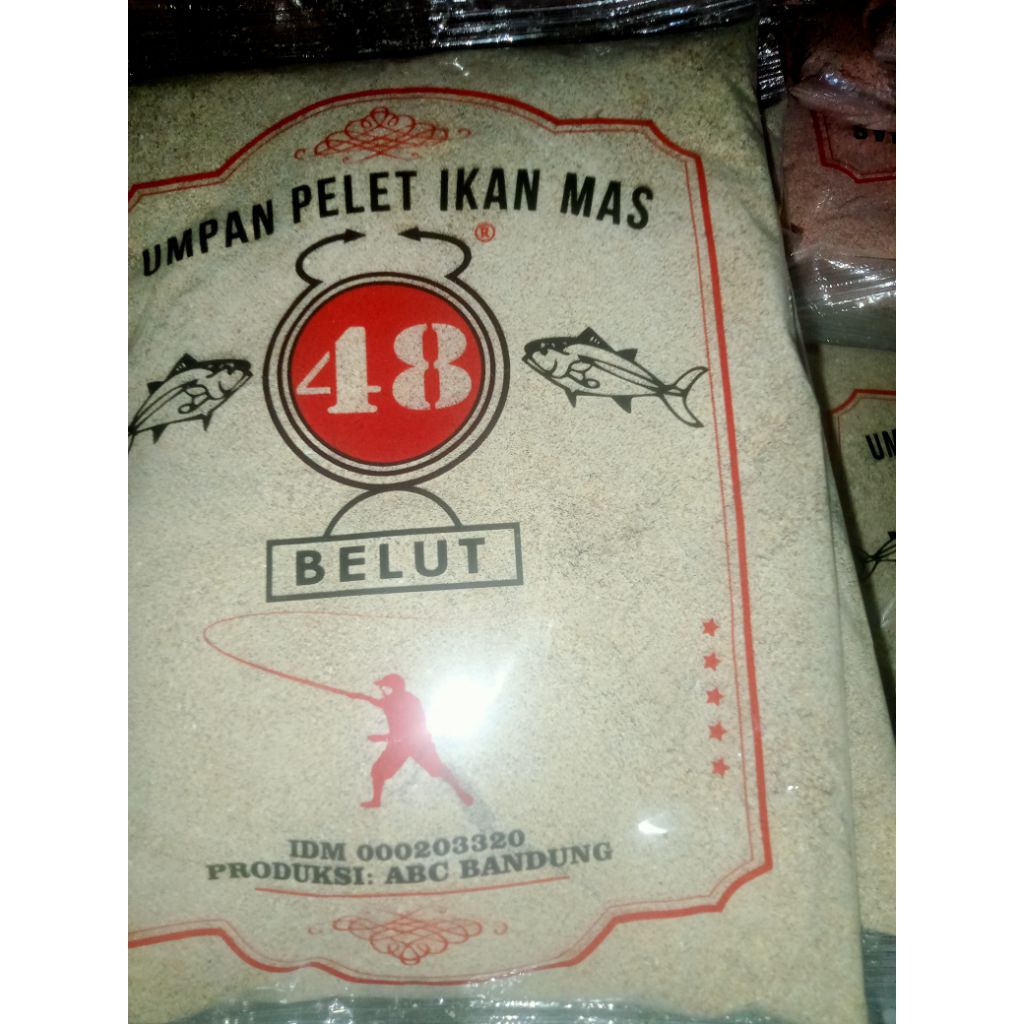 UMPAN PELET IKAN MAS
®
48
BELUT
IDM 000203320
PRODUKSI: ABC BANDUNG